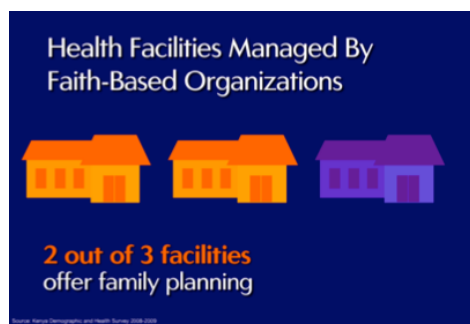 Health Facilities Managed By
Faith-Based Organizations
2 out of 3 facilities
offer family planning
Source: Kenya Demographic and Health Survey 2008-2009